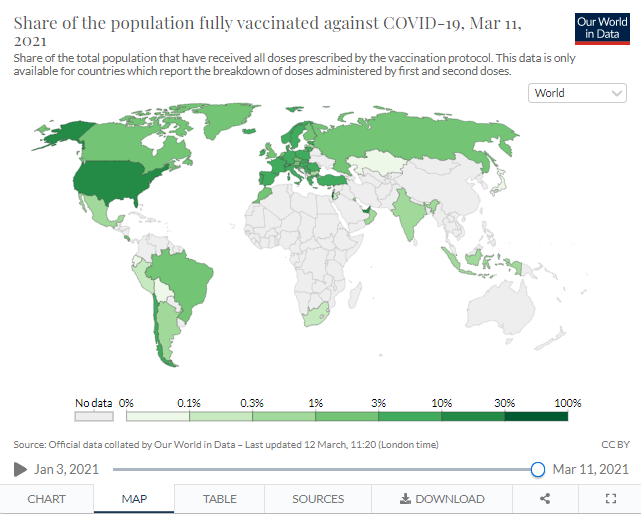 Share of the population fully vaccinated against COVID-19, Mar 11,
2021
Our World
in Data
Share of the total population that have received all doses prescribed by the vaccination protocol. This data is only
available for countries which report the breakdown of doses administered by first and second doses.
World
No data 0% 0.1% 0.3% 1% 3% 10% 30% 100%
Source: Official data collated by Our World in Data – Last updated 12 March, 11:20 (London time)
CC BY
Jan 3, 2021
Mar 11, 2021
CHART MAP TABLE SOURCES DOWNLOAD